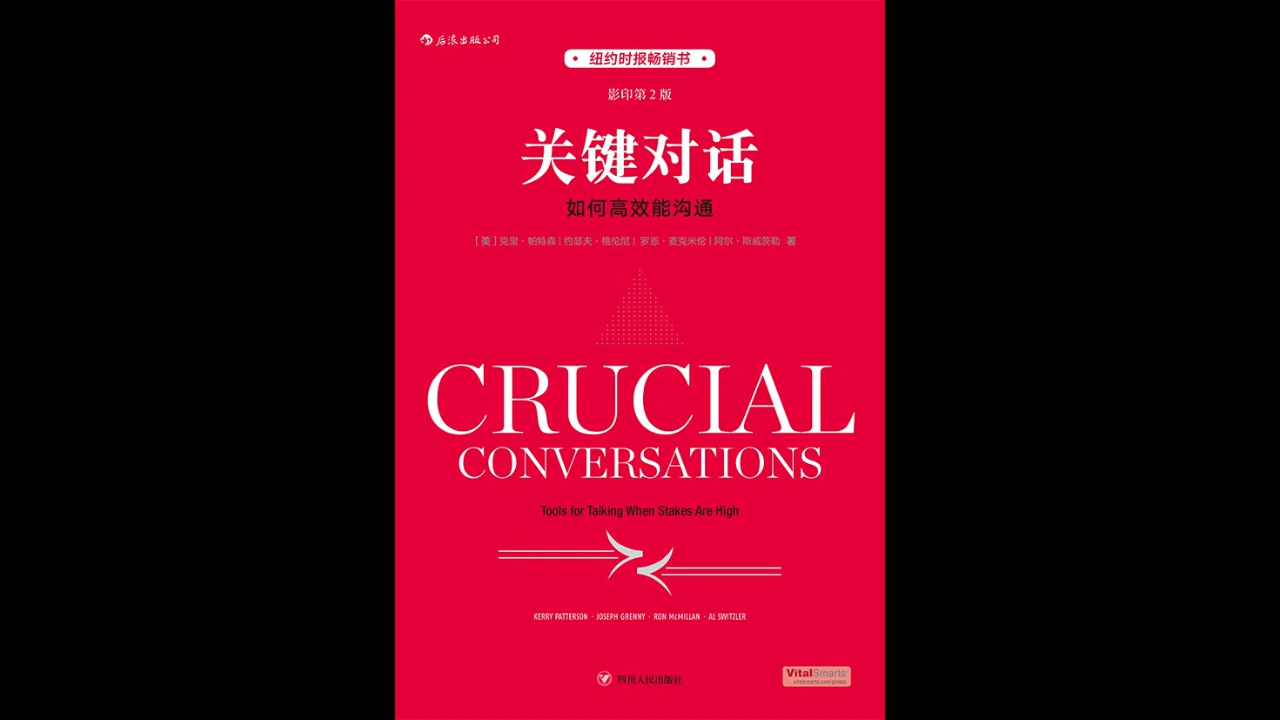 后浪出版公司
• 纽约时报畅销书 •
影印第2版
关键对话
如何高效能沟通
[美]克里·帕特森|约瑟夫·格伦尼|罗恩·麦克米伦|阿尔·斯威茨勒 著
CRUCIAL
CONVERSATIONS
Tools for Talking When Stakes Are High
KERRY PATTERSON · JOSEPH GRENNY · RON McMILLAN · AL SWITZLER
四川人民出版社
VitalSmarts
vitalsmarts.com/global